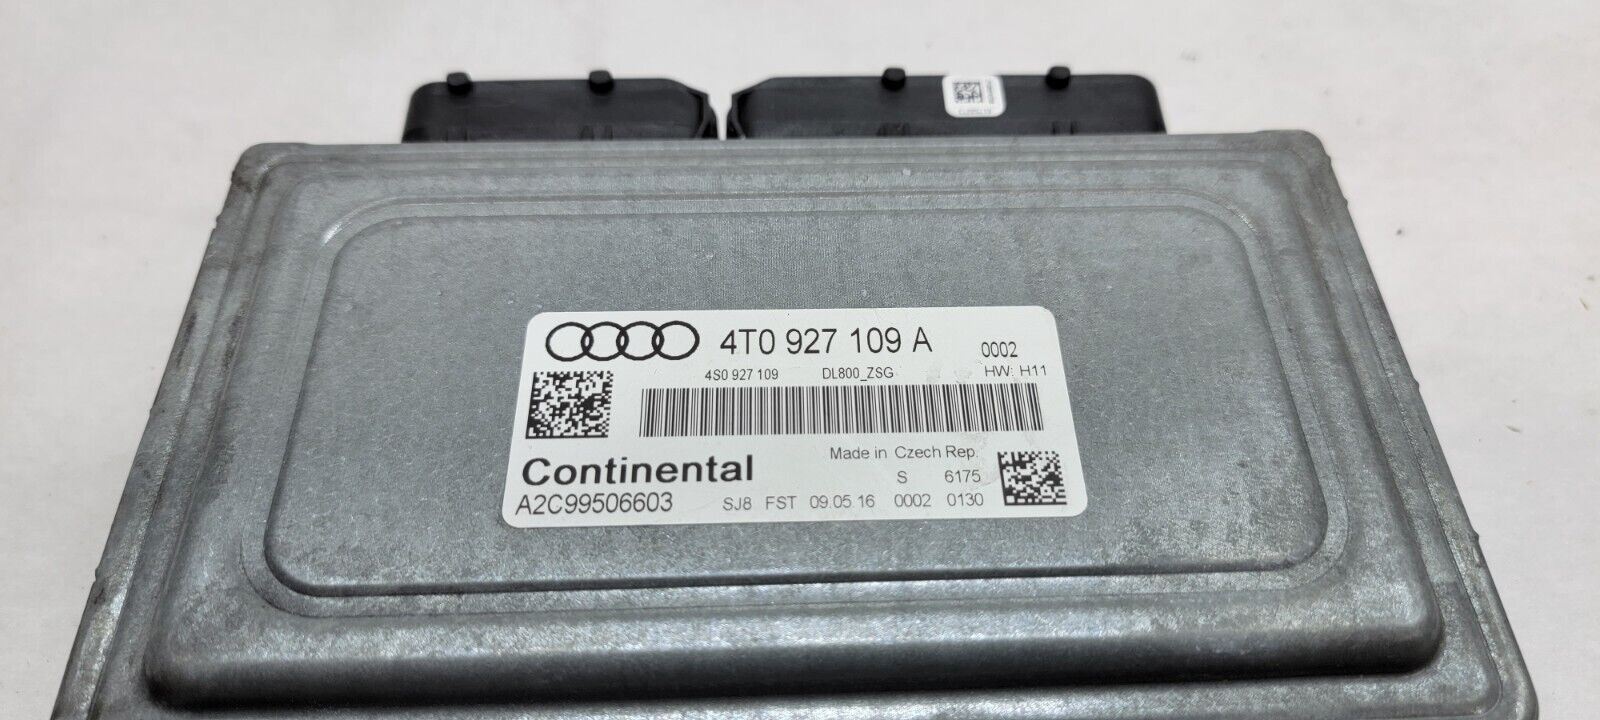 4T0 927 109 A 0002
4S0 927 109 DL800_ZSG HW: H11
Made in Czech Rep.
Continental S 6175
A2C99506603 SJ8 FST 09.05.16 0002 0130